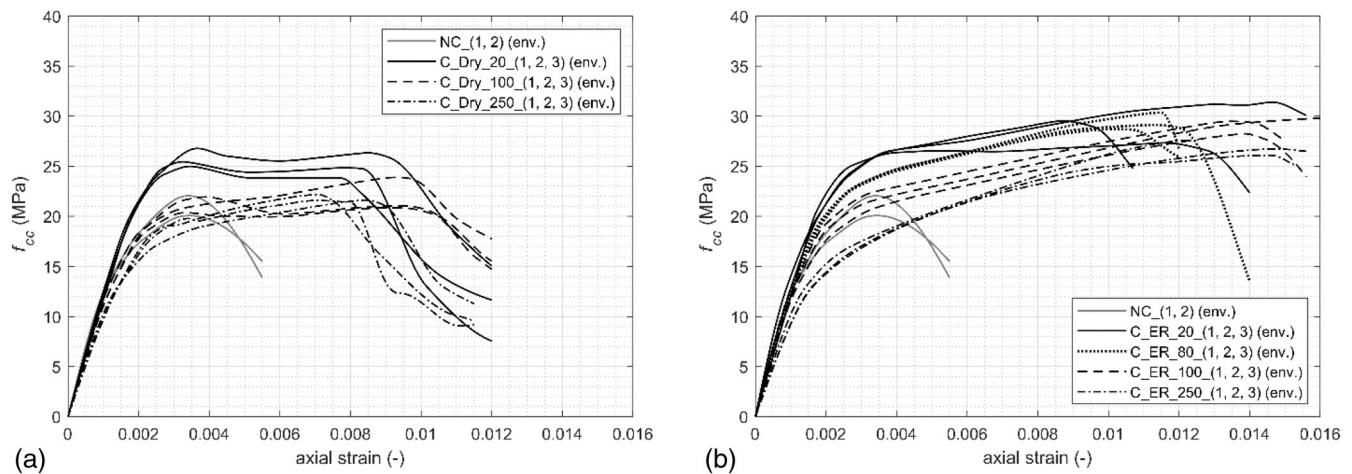 40
35
30
25
20
15
10
5
0
f_cc (MPa)
NC_(1, 2) (env.)
C_Dry_20_(1, 2, 3) (env.)
C_Dry_100_(1, 2, 3) (env.)
C_Dry_250_(1, 2, 3) (env.)
0 0.002 0.004 0.006 0.008 0.01 0.012 0.014 0.016
axial strain (-)
(a)
40
35
30
25
20
15
10
5
0
f_cc (MPa)
NC_(1, 2) (env.)
C_ER_20_(1, 2, 3) (env.)
C_ER_80_(1, 2, 3) (env.)
C_ER_100_(1, 2, 3) (env.)
C_ER_250_(1, 2, 3) (env.)
0 0.002 0.004 0.006 0.008 0.01 0.012 0.014 0.016
axial strain (-)
(b)